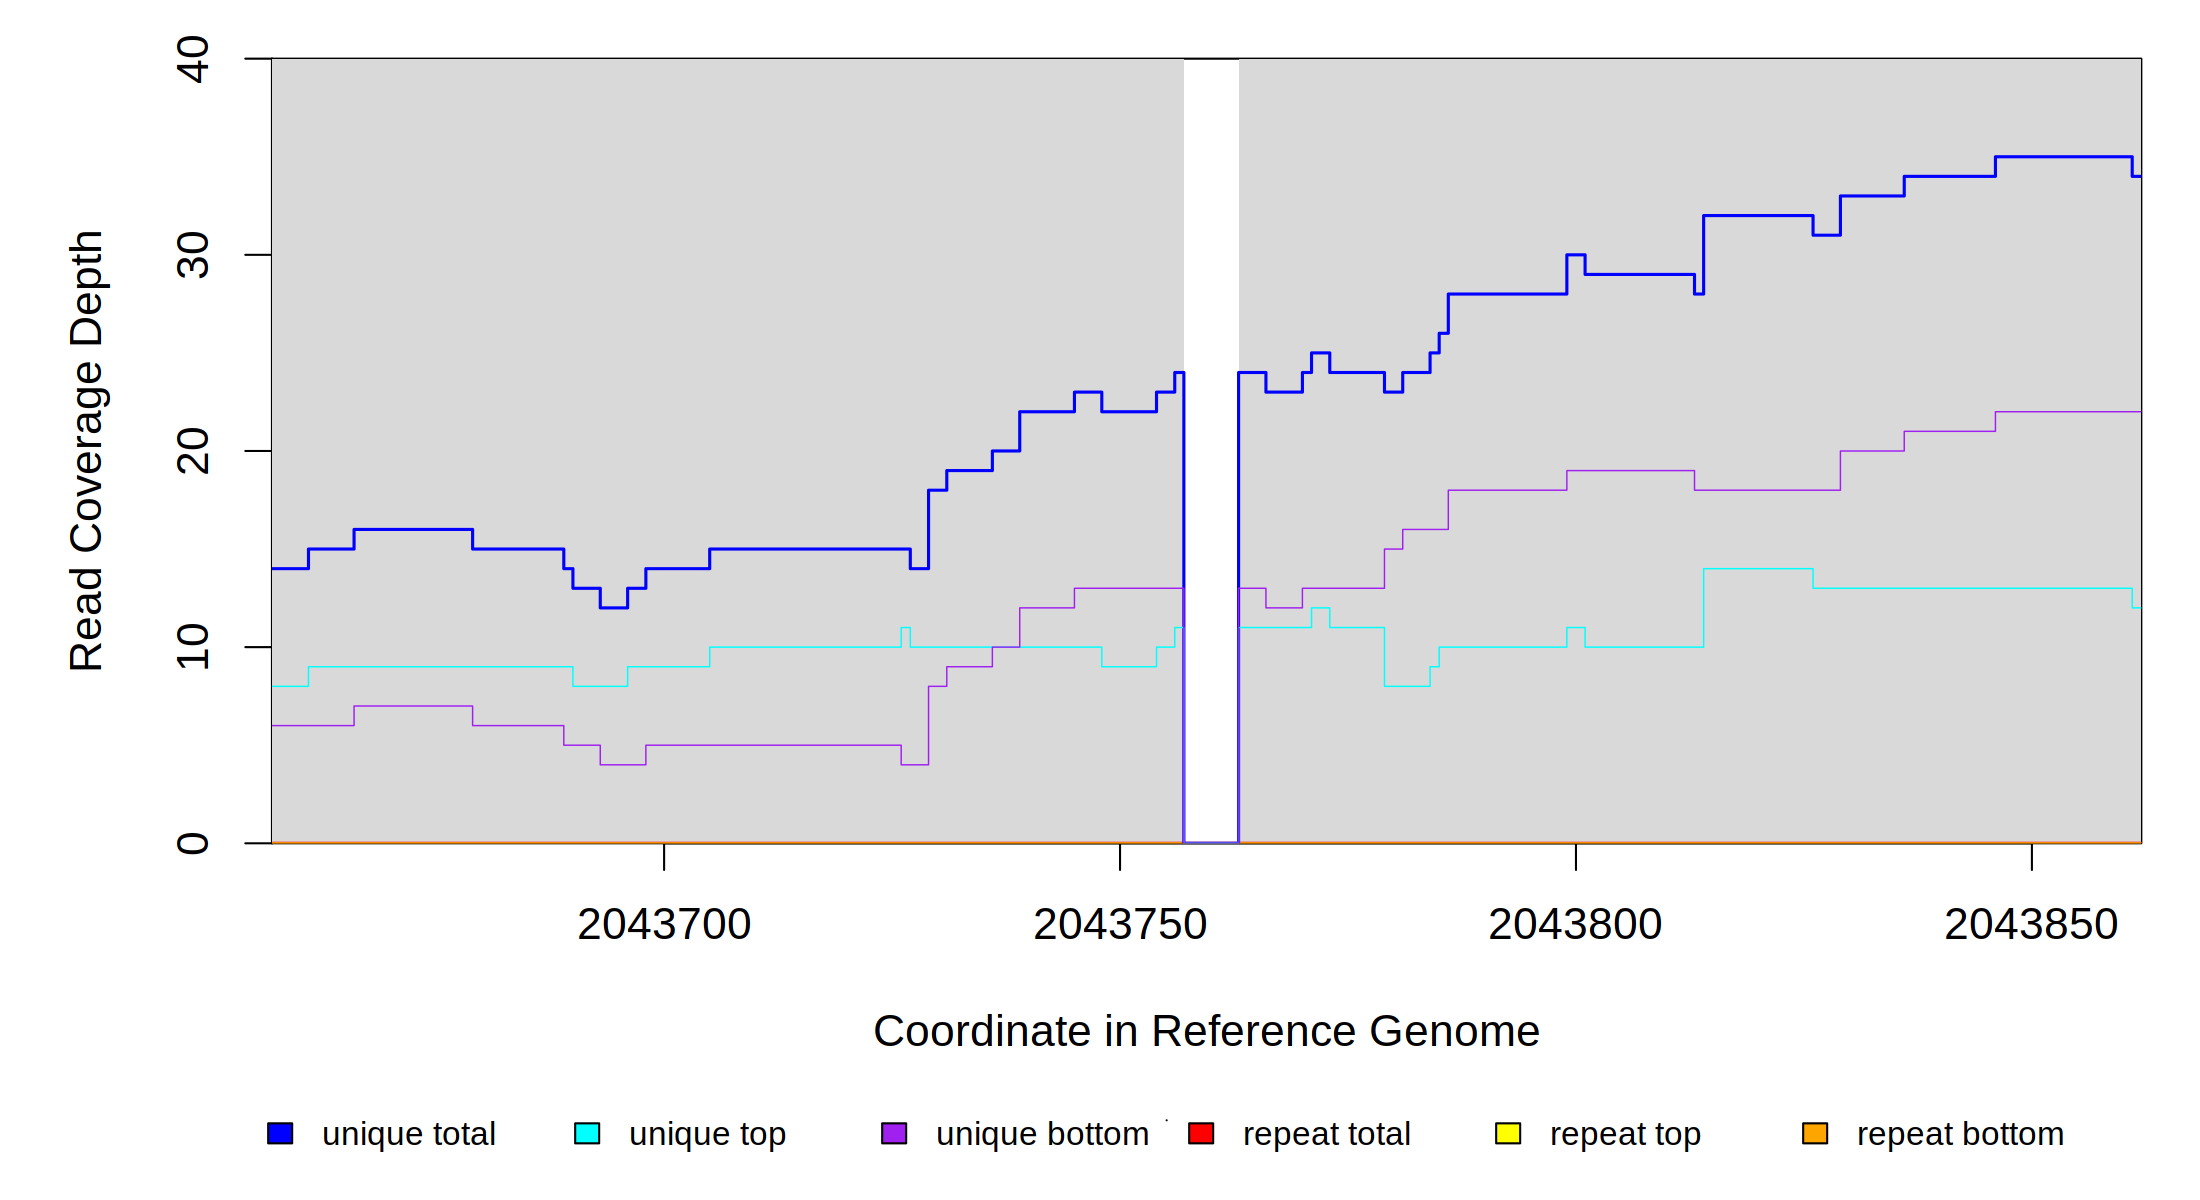 40
30
20
10
0
Read Coverage Depth
2043700 2043750 2043800 2043850
Coordinate in Reference Genome
unique total unique top unique bottom repeat total repeat top repeat bottom